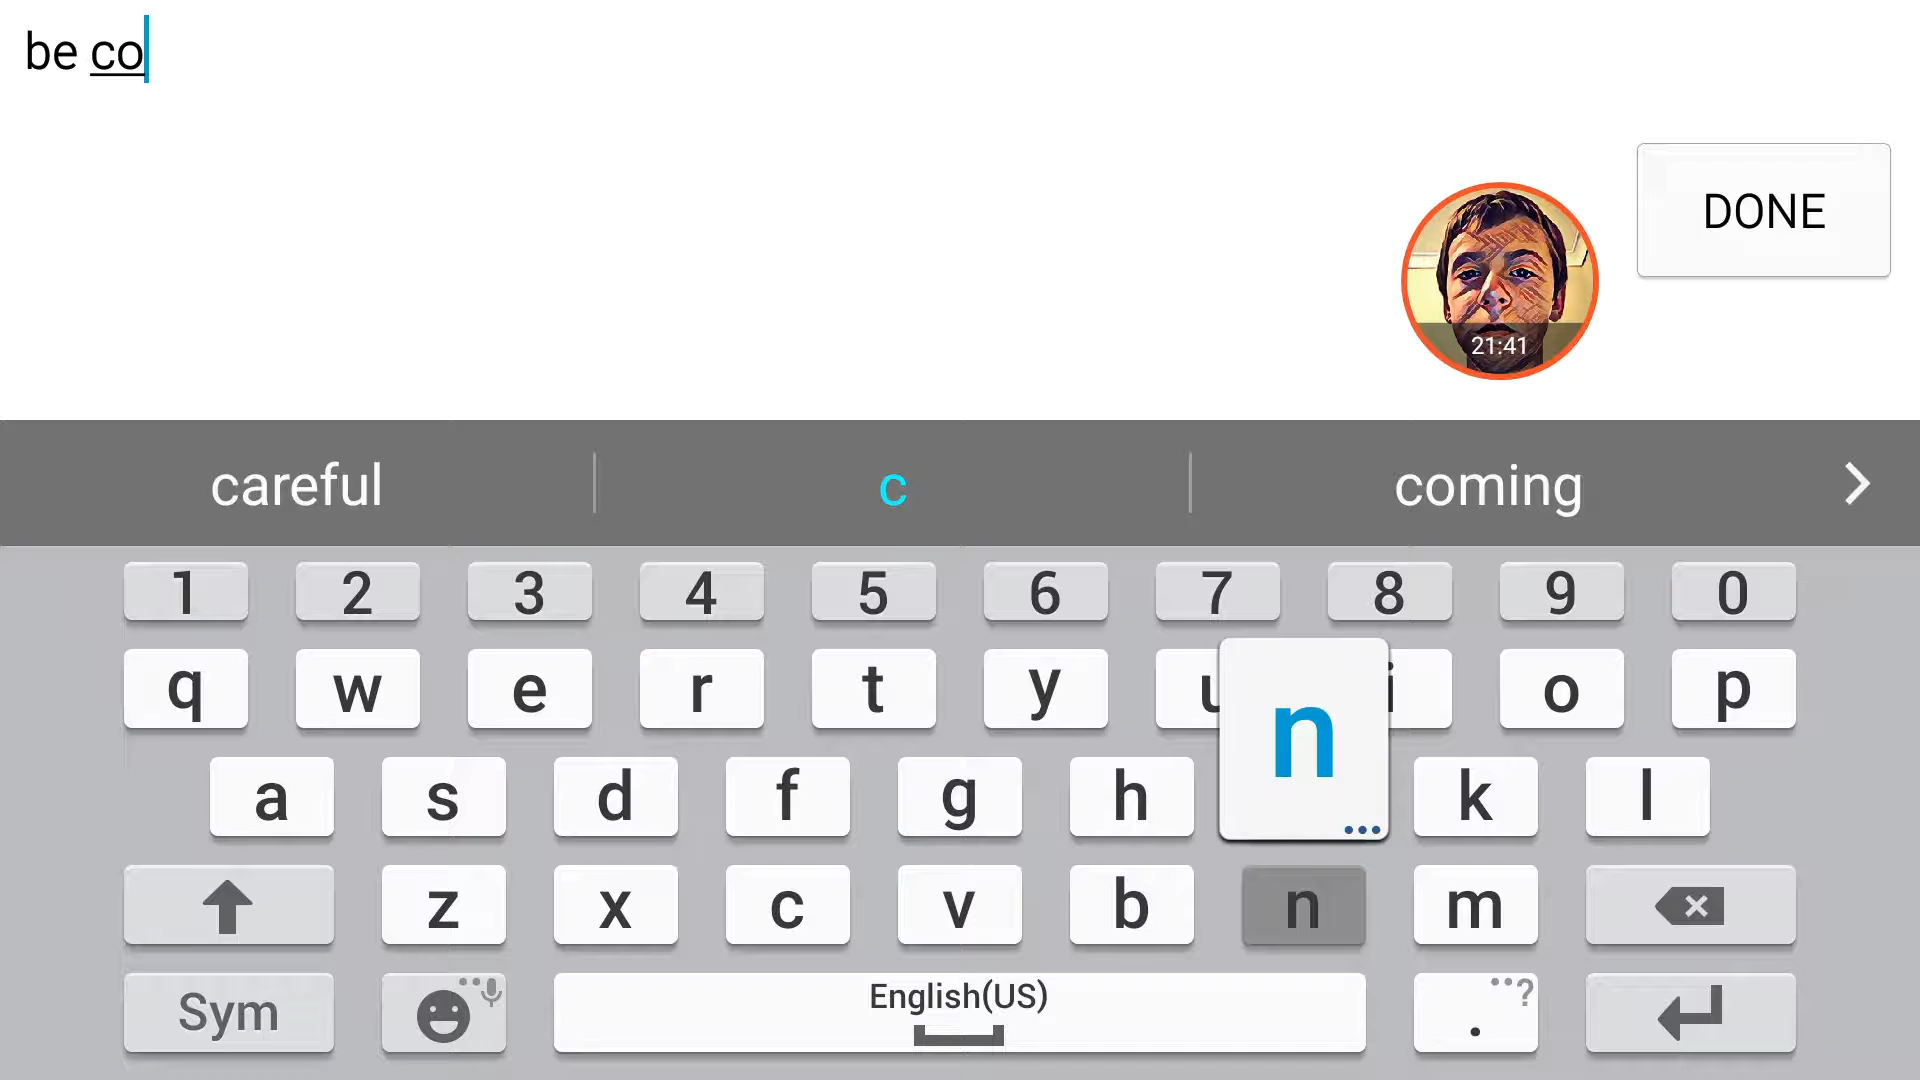 be co
DONE
21:41
careful c coming
1 2 3 4 5 6 7 8 9 0
q w e r t y u i o p
n
a s d f g h k l
z x c v b n m
Sym English(US) . ?